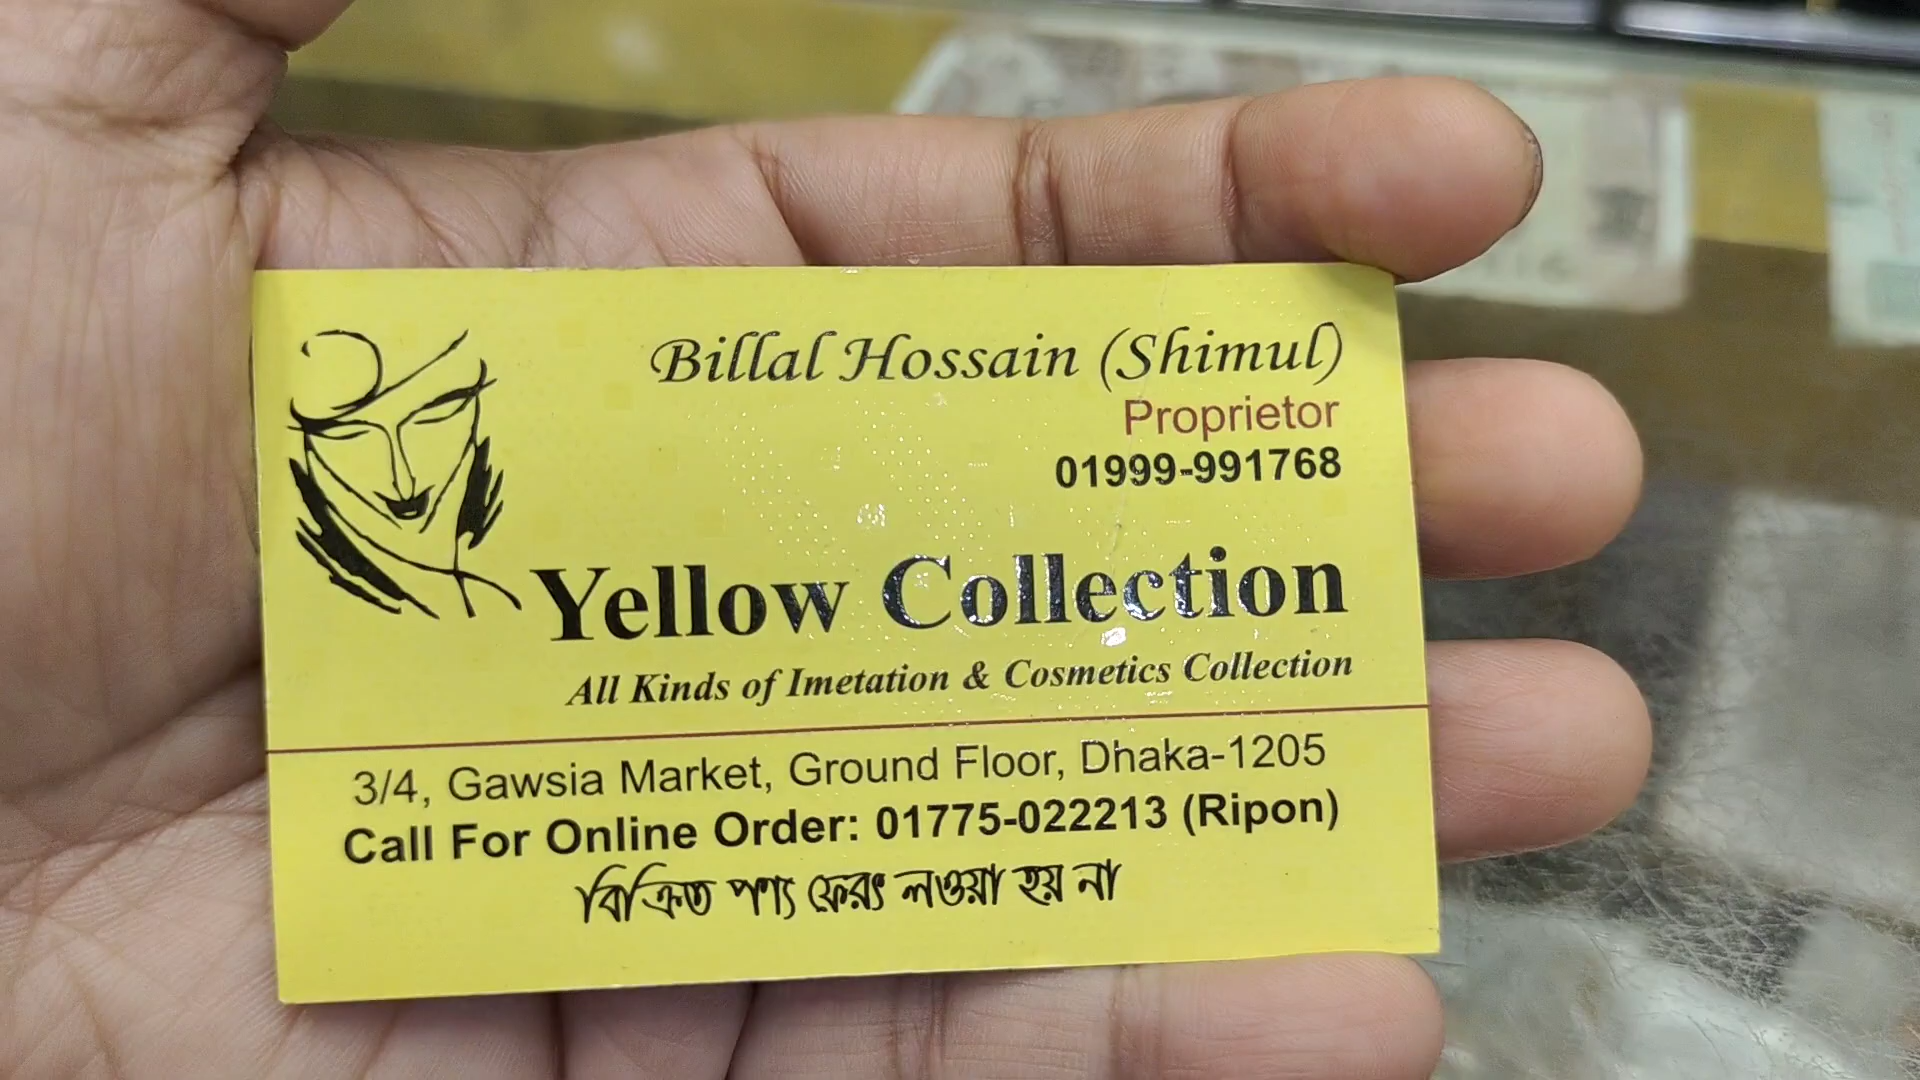 Billal Hossain (Shimul)
Proprietor
01999-991768
Yellow Collection
All Kinds of Imetation & Cosmetics Collection
3/4, Gawsia Market, Ground Floor, Dhaka-1205
Call For Online Order: 01775-022213 (Ripon)
বিক্রিত পণ্য ফেরৎ লওয়া হয় না